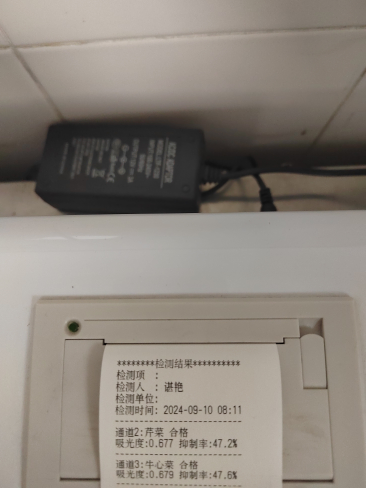 ********检测结果**********
检测项  :
检测人  : 谌艳
检测单位:
检测时间: 2024-09-10 08:11
通道2:芹菜 合格
吸光度:0.677 抑制率:47.2%
通道3:牛心菜 合格
吸光度:0.679 抑制率:47.6%